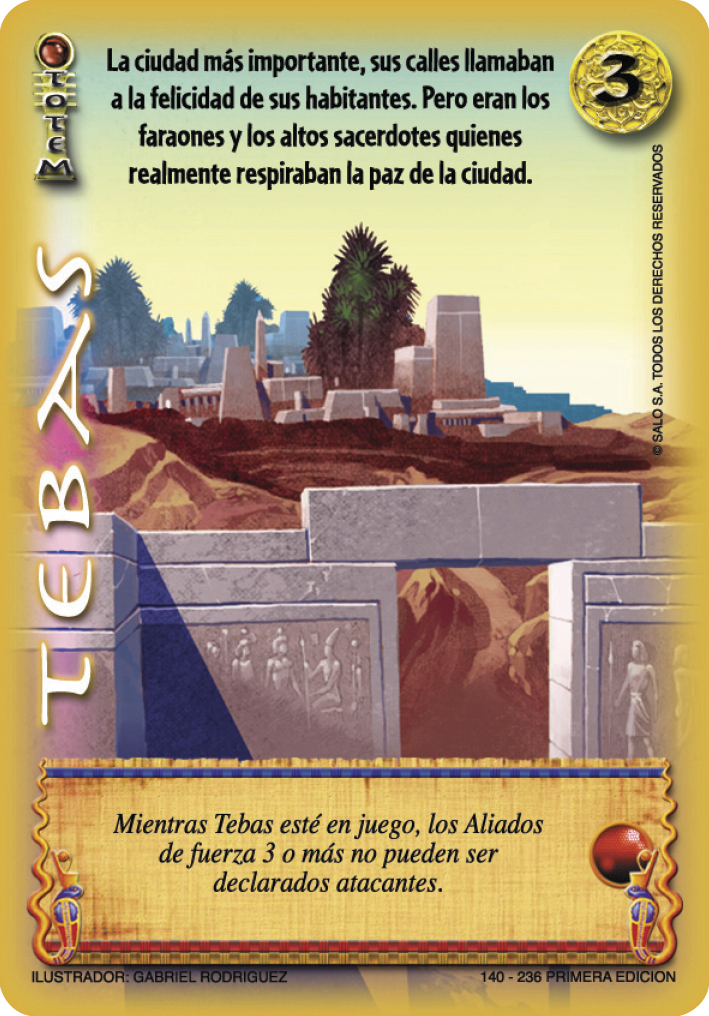 TOTEM
La ciudad más importante, sus calles llamaban
a la felicidad de sus habitantes. Pero eran los
faraones y los altos sacerdotes quienes
realmente respiraban la paz de la ciudad.
3
© SALO S.A. TODOS LOS DERECHOS RESERVADOS
TEBAS
Mientras Tebas esté en juego, los Aliados
de fuerza 3 o más no pueden ser
declarados atacantes.
ILUSTRADOR: GABRIEL RODRIGUEZ
140 - 236 PRIMERA EDICION